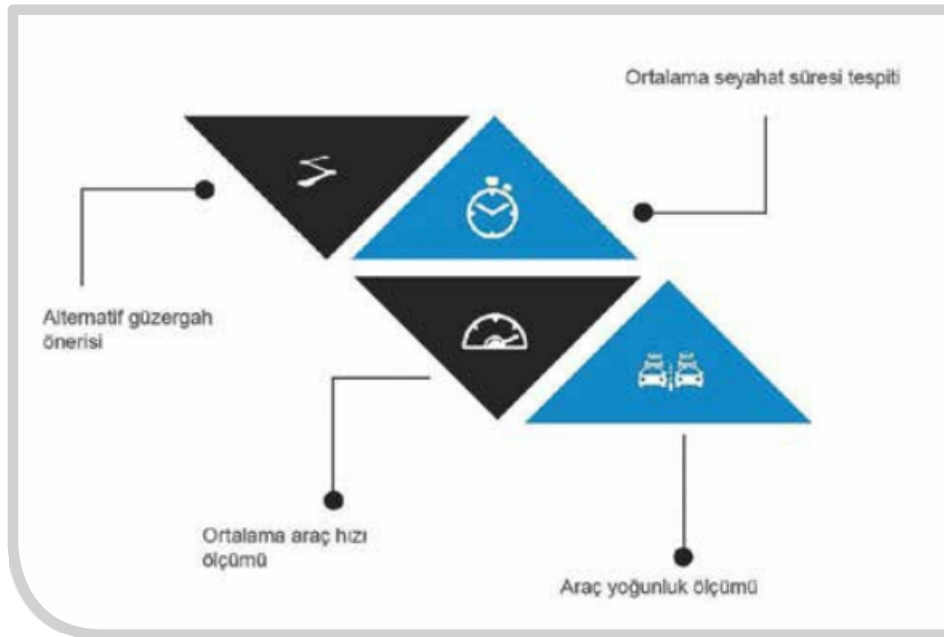 Ortalama seyahat süresi tespiti
Alternatif güzergah
önerisi
Ortalama araç hızı
ölçümü
Araç yoğunluk ölçümü